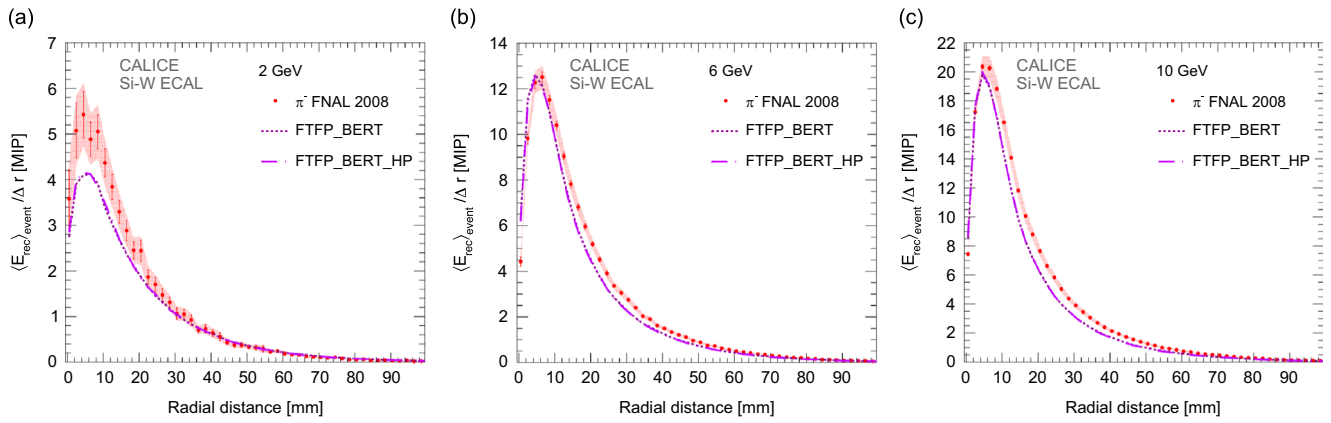 (a)
CALICE
Si-W ECAL
2 GeV
π⁻ FNAL 2008
FTFP_BERT
FTFP_BERT_HP
⟨E_rec⟩_event /Δ r [MIP]
7
6
5
4
3
2
1
0
0 10 20 30 40 50 60 70 80 90
Radial distance [mm]
(b)
CALICE
Si-W ECAL
6 GeV
π⁻ FNAL 2008
FTFP_BERT
FTFP_BERT_HP
⟨E_rec⟩_event /Δ r [MIP]
14
12
10
8
6
4
2
0
0 10 20 30 40 50 60 70 80 90
Radial distance [mm]
(c)
CALICE
Si-W ECAL
10 GeV
π⁻ FNAL 2008
FTFP_BERT
FTFP_BERT_HP
⟨E_rec⟩_event /Δ r [MIP]
22
20
18
16
14
12
10
8
6
4
2
0
0 10 20 30 40 50 60 70 80 90
Radial distance [mm]